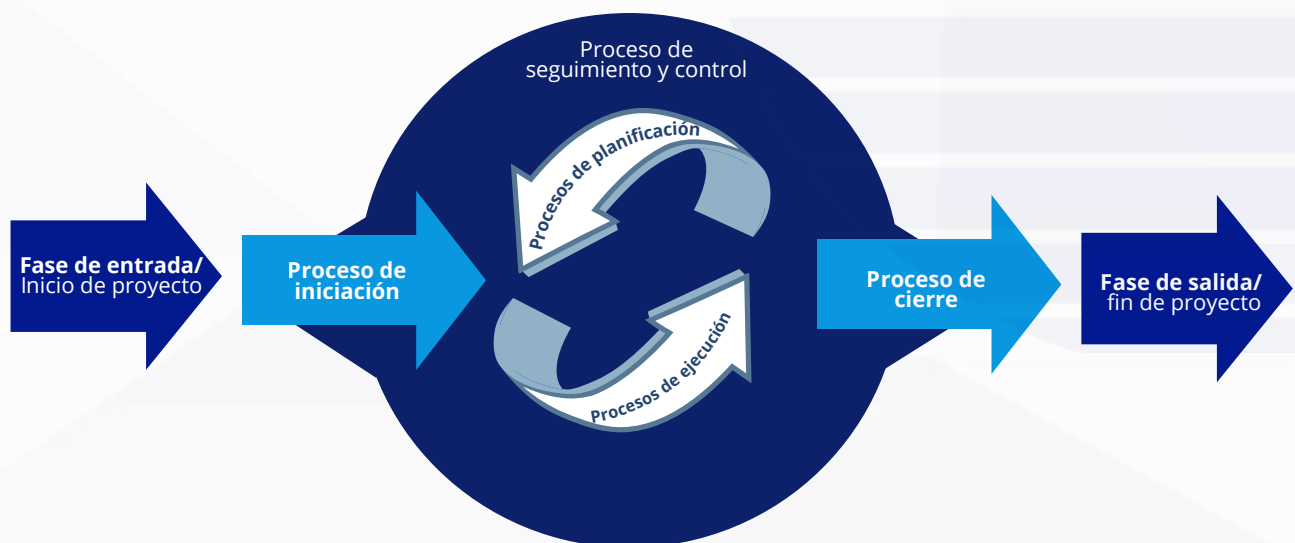 Proceso de
seguimiento y control
Procesos de planificación
Fase de entrada/
Inicio de proyecto
Proceso de
iniciación
Procesos de ejecución
Proceso de
cierre
Fase de salida/
fin de proyecto